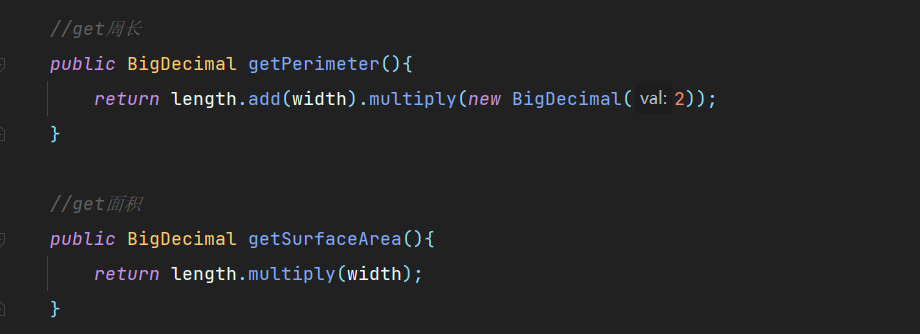 //get周长
public BigDecimal getPerimeter(){
return length.add(width).multiply(new BigDecimal( val: 2));
}
//get面积
public BigDecimal getSurfaceArea(){
return length.multiply(width);
}